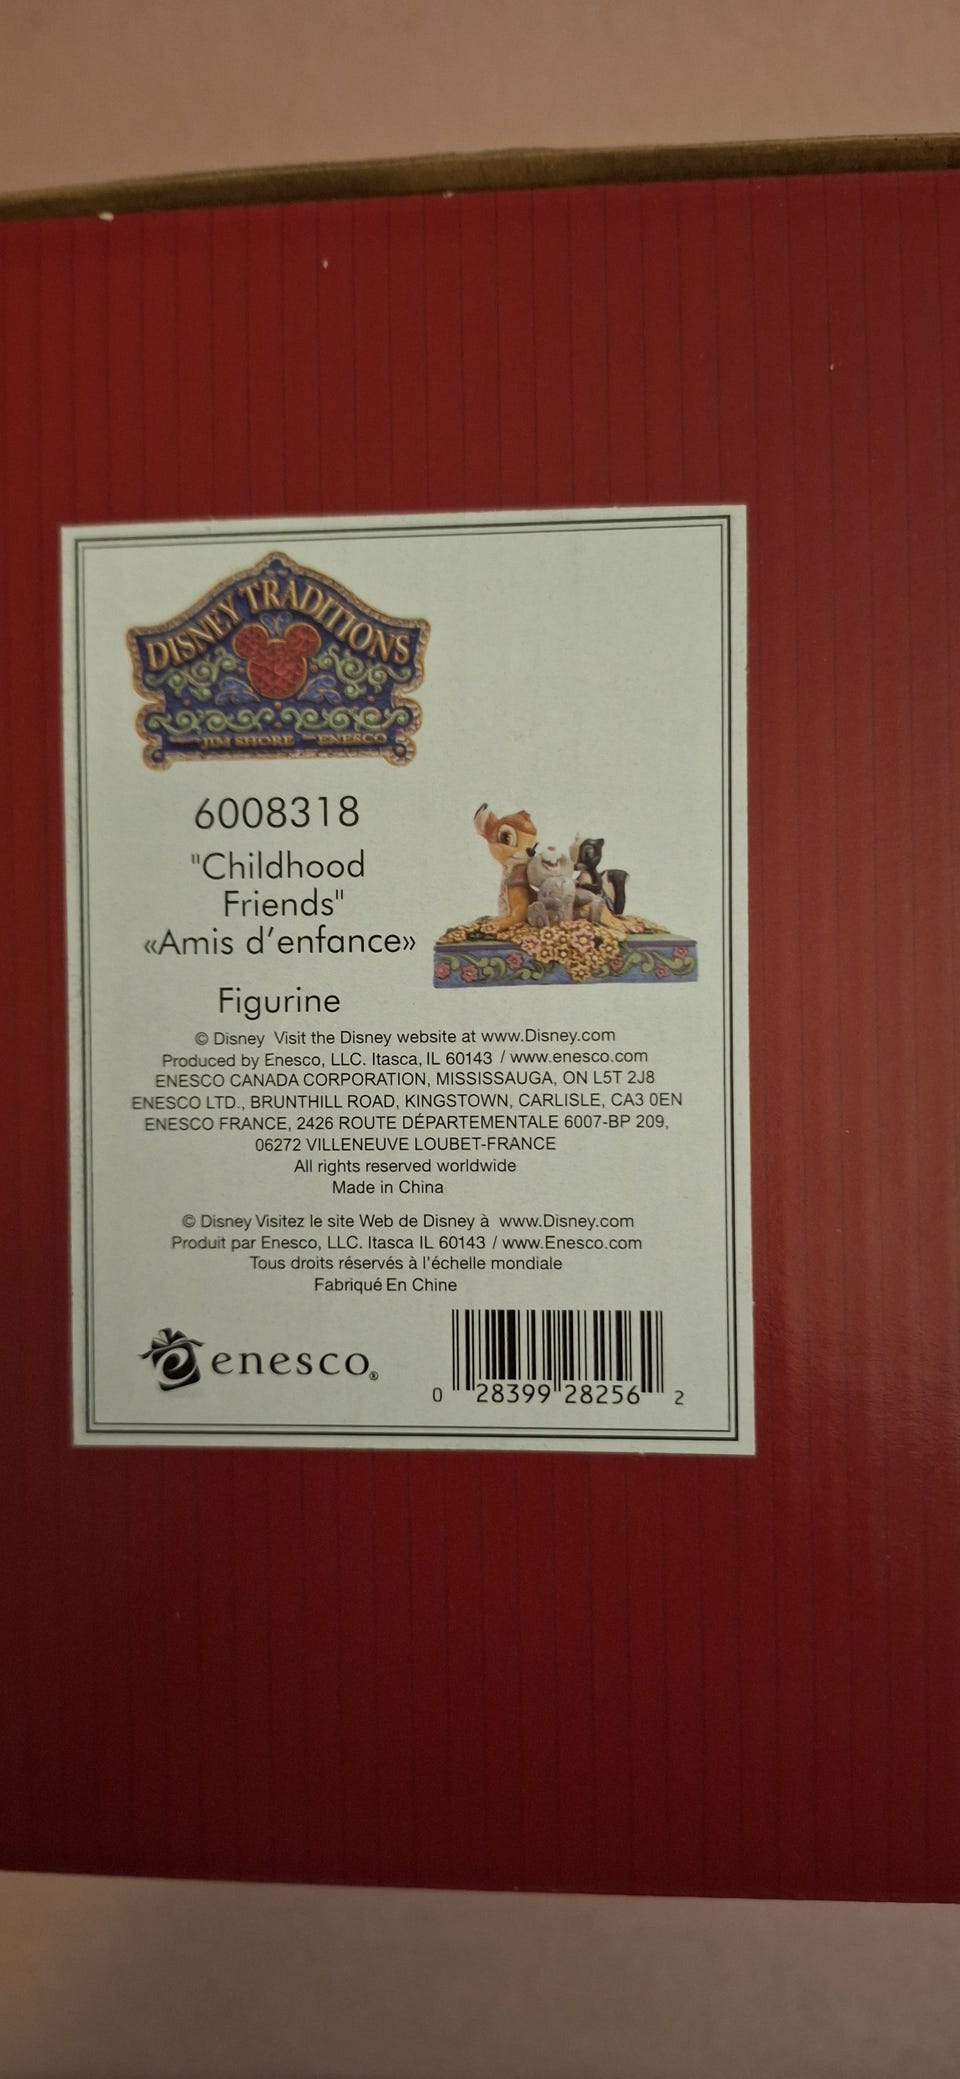 DISNEY TRADITIONS
JIM SHORE ENESCO
6008318
"Childhood
Friends"
«Amis d'enfance»
Figurine
© Disney Visit the Disney website at www.Disney.com
Produced by Enesco, LLC. Itasca, IL 60143 / www.enesco.com
ENESCO CANADA CORPORATION, MISSISSAUGA, ON L5T 2J8
ENESCO LTD., BRUNTHILL ROAD, KINGSTOWN, CARLISLE, CA3 0EN
ENESCO FRANCE, 2426 ROUTE DÉPARTEMENTALE 6007-BP 209,
06272 VILLENEUVE LOUBET-FRANCE
All rights reserved worldwide
Made in China
© Disney Visitez le site Web de Disney à www.Disney.com
Produit par Enesco, LLC. Itasca IL 60143 / www.Enesco.com
Tous droits réservés à l'échelle mondiale
Fabriqué En Chine
enesco®
0 28399 28256 2